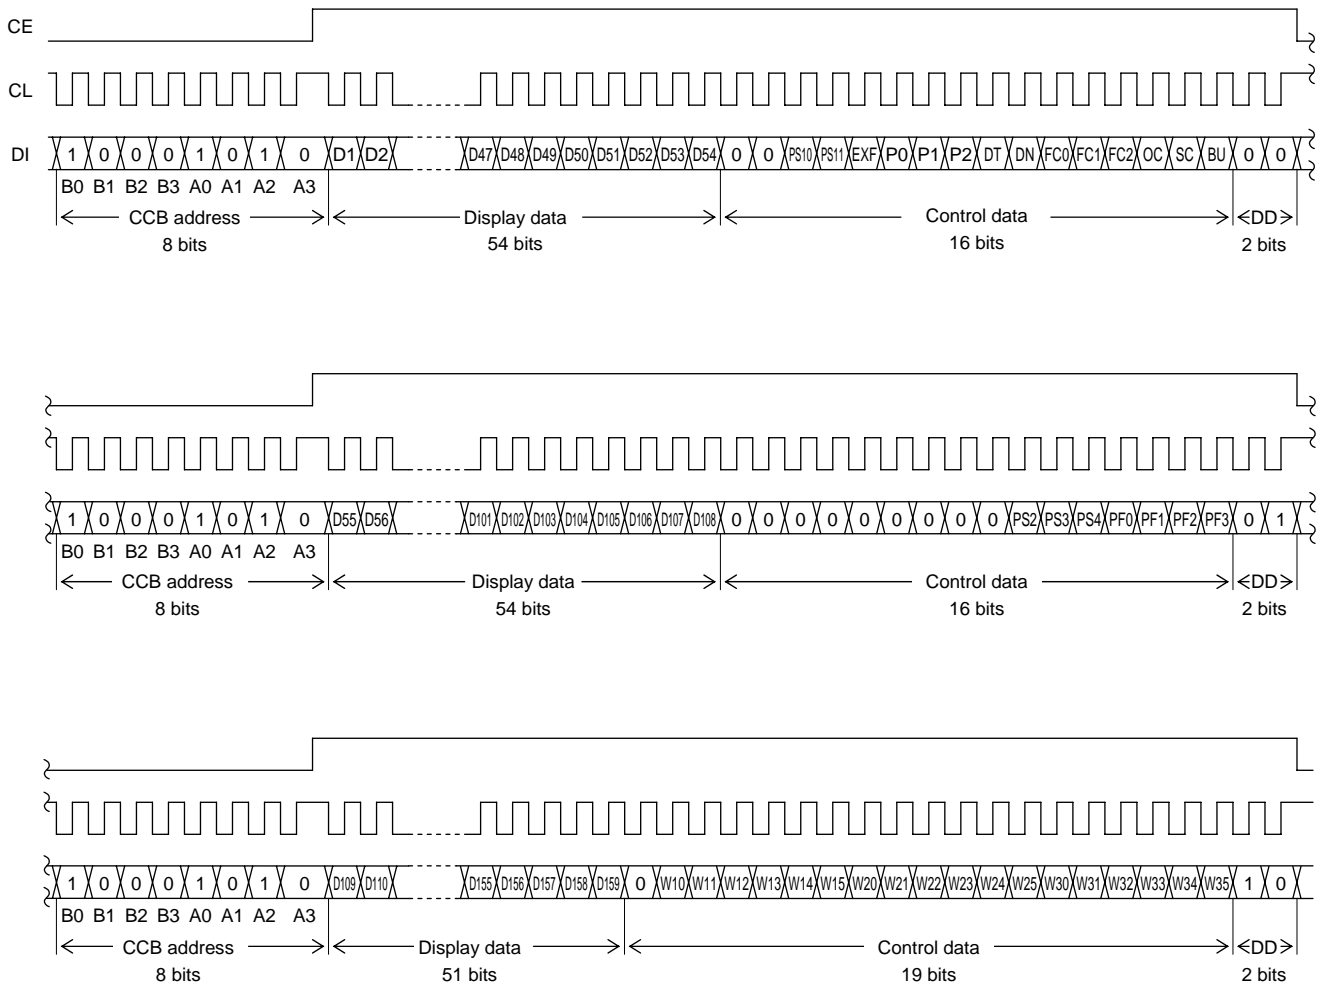 CE
CL
DI 1 0 0 0 1 0 1 0 D1 D2 D47 D48 D49 D50 D51 D52 D53 D54 0 0 PS10 PS11 EXF P0 P1 P2 DT DN FC0 FC1 FC2 OC SC BU 0 0
B0 B1 B2 B3 A0 A1 A2 A3
CCB address Display data Control data DD
8 bits 54 bits 16 bits 2 bits
1 0 0 0 1 0 1 0 D55 D56 D101 D102 D103 D104 D105 D106 D107 D108 0 0 0 0 0 0 0 0 0 PS2 PS3 PS4 PF0 PF1 PF2 PF3 0 1
B0 B1 B2 B3 A0 A1 A2 A3
CCB address Display data Control data DD
8 bits 54 bits 16 bits 2 bits
1 0 0 0 1 0 1 0 D109 D110 D155 D156 D157 D158 D159 0 W10 W11 W12 W13 W14 W15 W20 W21 W22 W23 W24 W25 W30 W31 W32 W33 W34 W35 1 0
B0 B1 B2 B3 A0 A1 A2 A3
CCB address Display data Control data DD
8 bits 51 bits 19 bits 2 bits